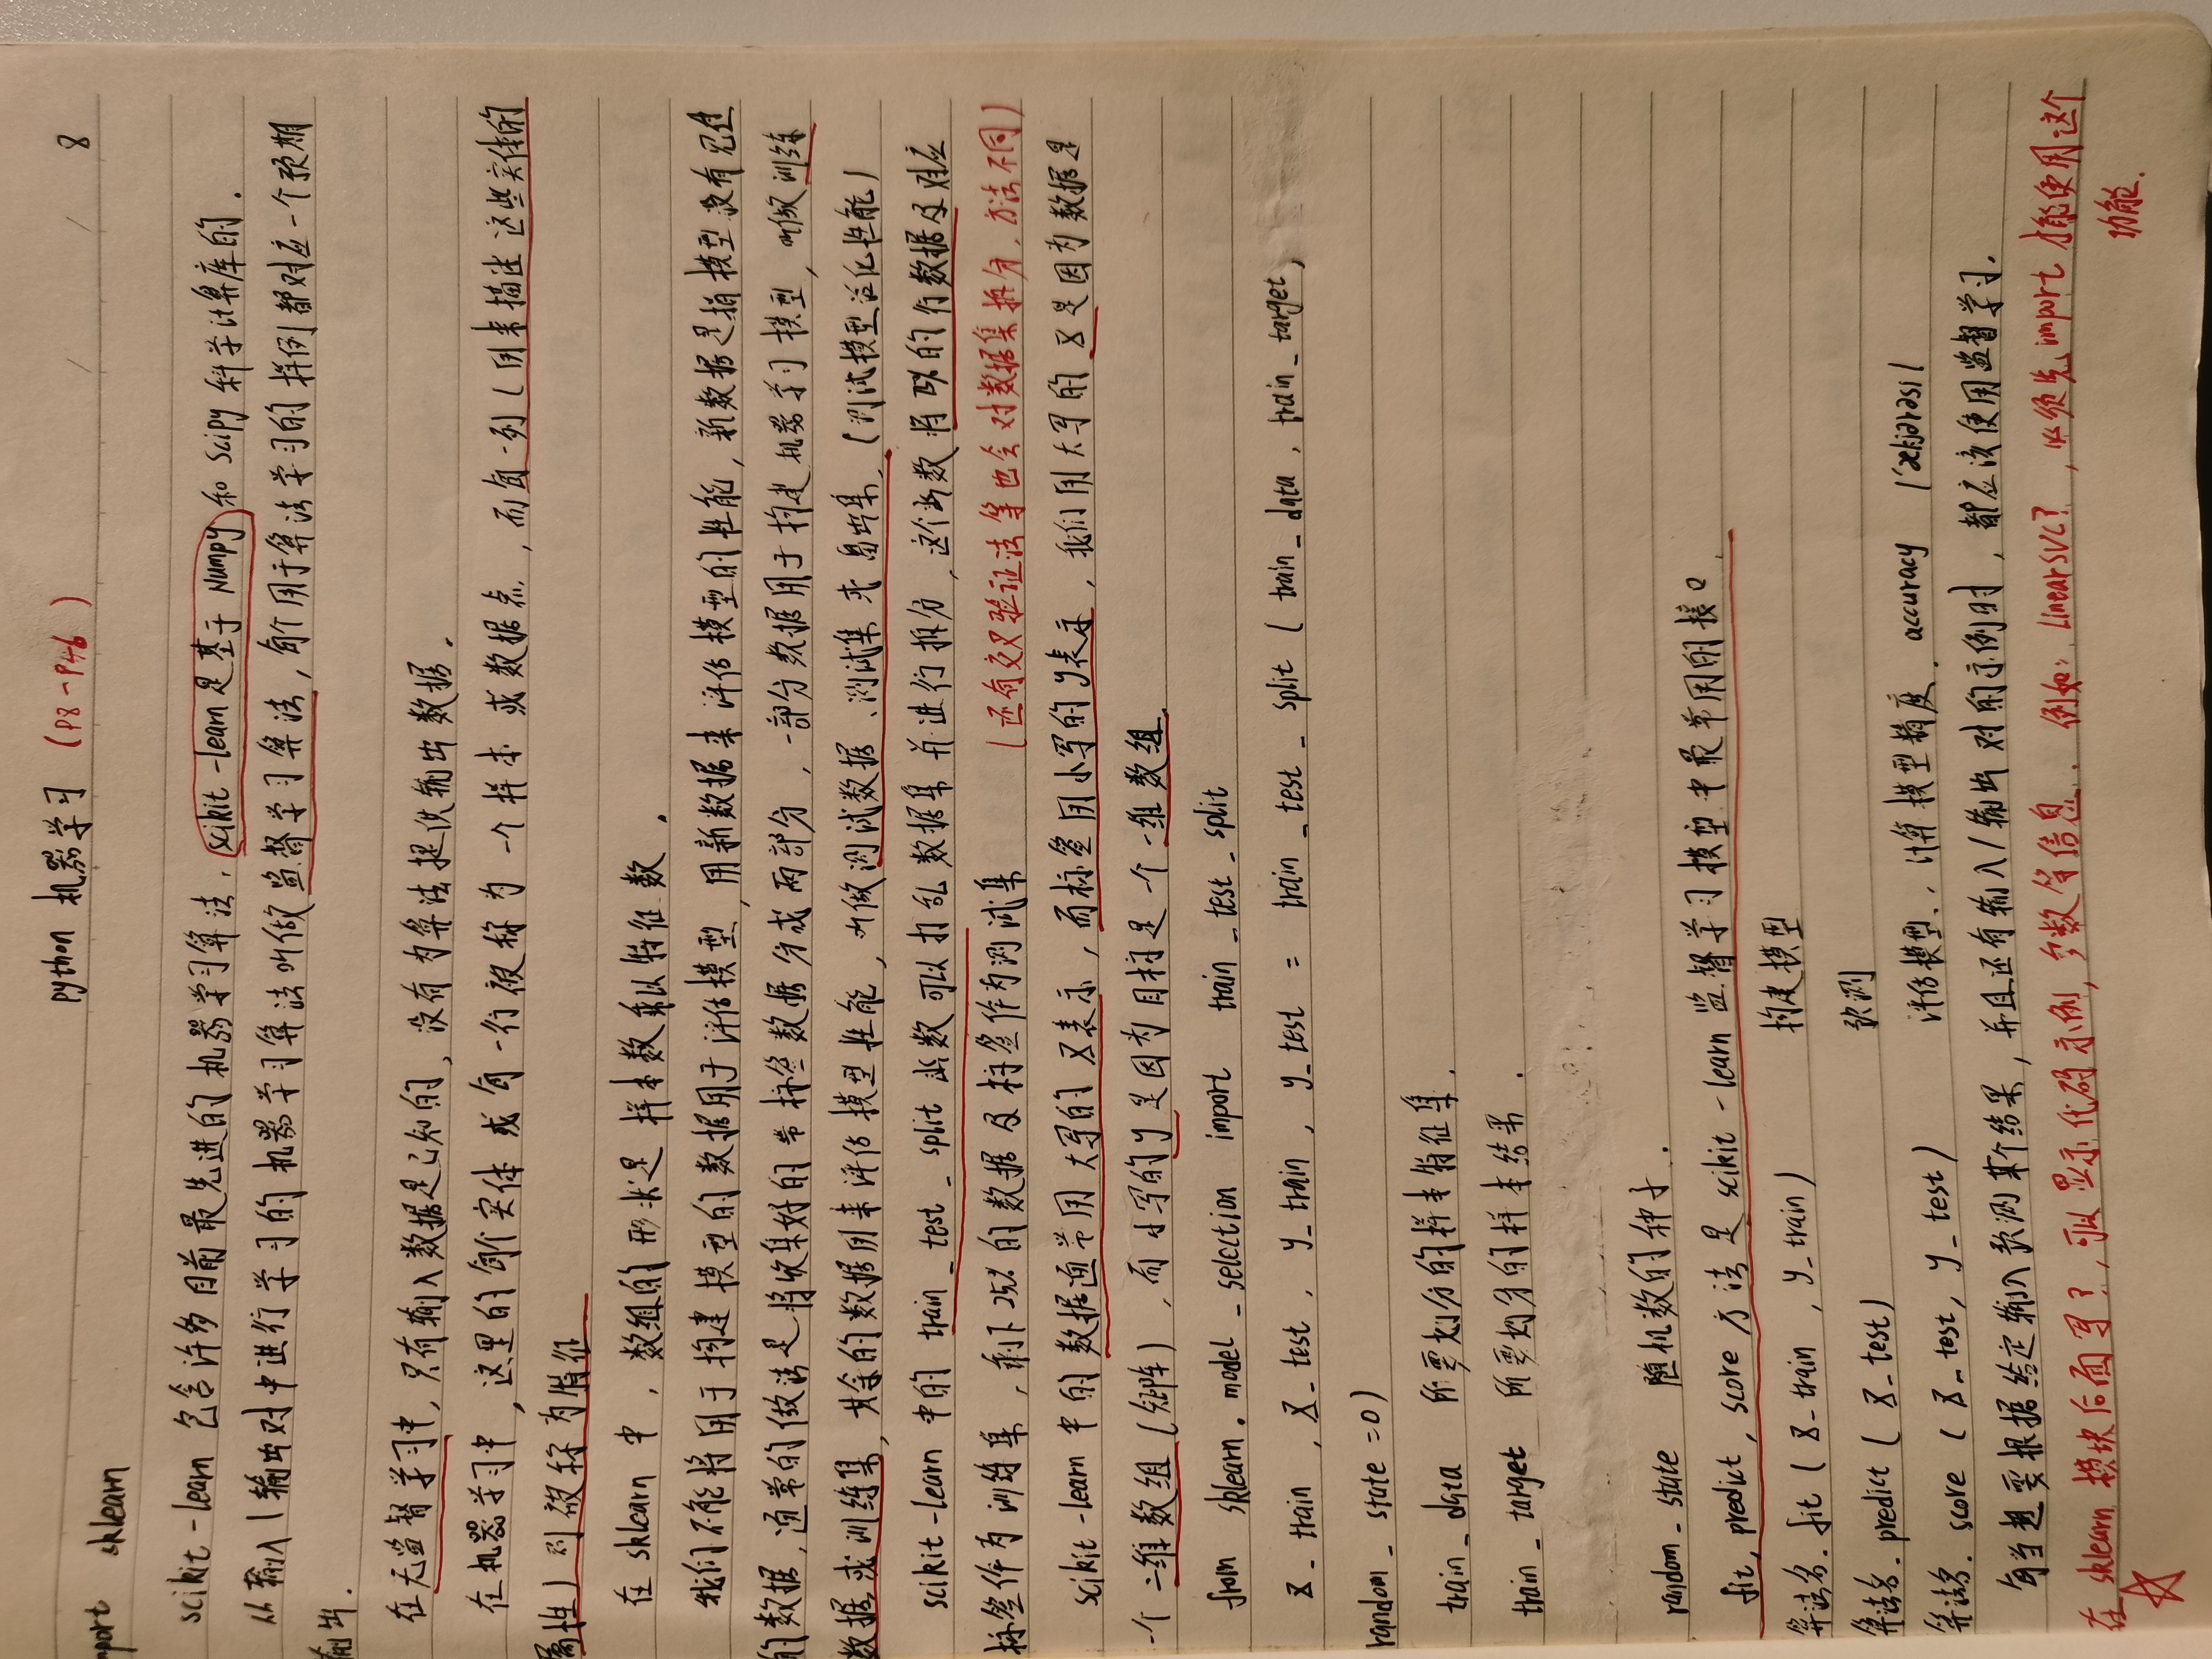 python 机器学习 (P8-P46) 8
mport sklearn
scikit-learn 包含许多目前最先进的机器学习算法, scikit-learn 是基于 Numpy 和 Scipy 科学计算库的.
从输入/输出对中进行学习的机器学习算法叫做监督学习算法, 每个用于算法学习的样例都对应一个预期
输出.
在无监督学习中, 只有输入数据是已知的, 没有为算法提供输出数据.
在机器学习中, 这里的每个实体或每一行被称为一个样本或数据点, 而每一列(用来描述这些实体的
属性)则被称为特征
在 sklearn 中, 数组的形状是样本数乘以特征数.
我们不能将用于构建模型的数据用于评估模型, 用新数据来评估模型的性能, 新数据是指模型没有见过
的数据, 通常的做法是将收集好的带标签数据分成两部分, 一部分数据用于构建机器学习模型, 叫做训练
数据或训练集, 其余的数据用来评估模型性能, 叫做测试数据、测试集或留出集. (测试模型泛化性能)
scikit-learn 中的 train_test_split 函数可以打乱数据集并进行拆分, 这个函数将75%的行数据及对应
标签作为训练集, 剩下25%的数据及标签作为测试集 (还有交叉验证法等也会对数据集拆分, 方法不同)
scikit-learn 中的数据通常用大写的X表示, 而标签用小写的y表示, 我们用大写的X是因为数据是
一个二维数组(矩阵), 而小写的y是因为目标是一个一维数组.
from sklearn.model_selection import train_test_split
X_train, X_test, y_train, y_test = train_test_split (train_data, train_target,
random_state=0)
train_data 所要划分的样本特征集.
train_target 所要划分的样本结果.
random_state 随机数的种子.
fit, predict, score 方法是 scikit-learn 监督学习模型中最常用的接口
算法名.fit (X_train, y_train) 构建模型
算法名.predict (X_test) 预测
算法名.score (X_test, y_test) 评估模型、计算模型精度. accuracy /ˈækjərəsi/
每当想要根据给定输入预测某个结果, 并且还有输入/输出对的示例时, 都应该使用监督学习.
在 sklearn 模块后面写?, 可以显示代码示例, 参数等信息. 例如: LinearSVC?, 必须先import才能使用这个
功能.